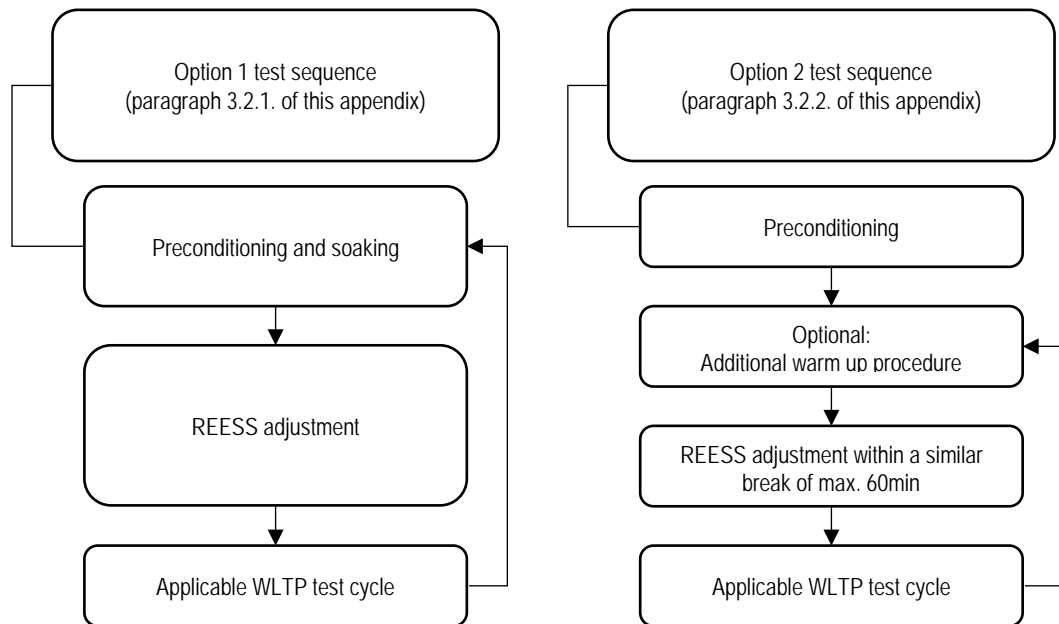 Option 1 test sequence
(paragraph 3.2.1. of this appendix)
Preconditioning and soaking
REESS adjustment
Applicable WLTP test cycle
Option 2 test sequence
(paragraph 3.2.2. of this appendix)
Preconditioning
Optional:
Additional warm up procedure
REESS adjustment within a similar
break of max. 60min
Applicable WLTP test cycle